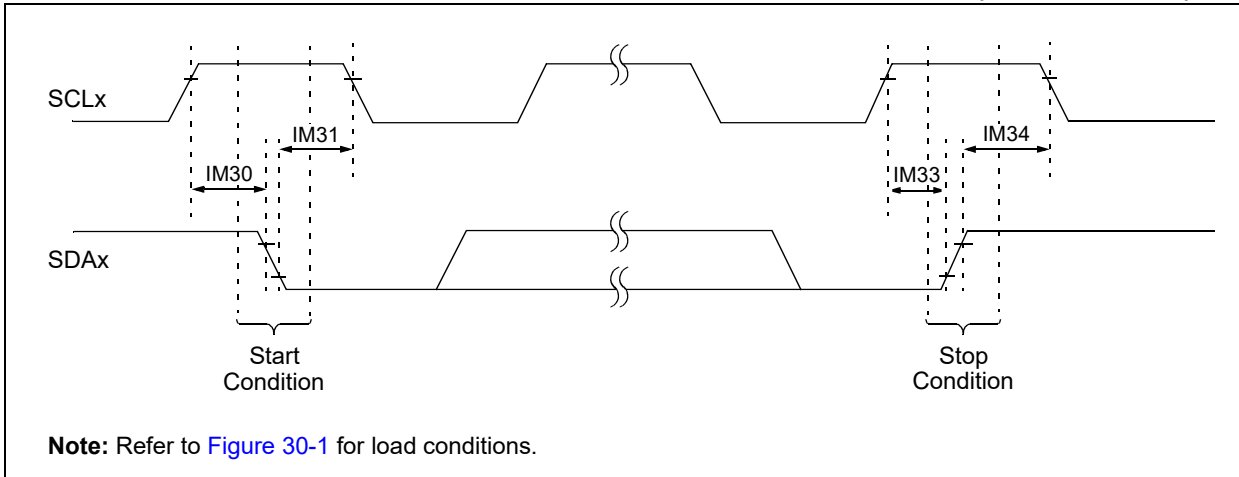 SCLx
IM31
IM34
IM30
IM33
SDAx
Start
Condition
Stop
Condition
Note: Refer to Figure 30-1 for load conditions.